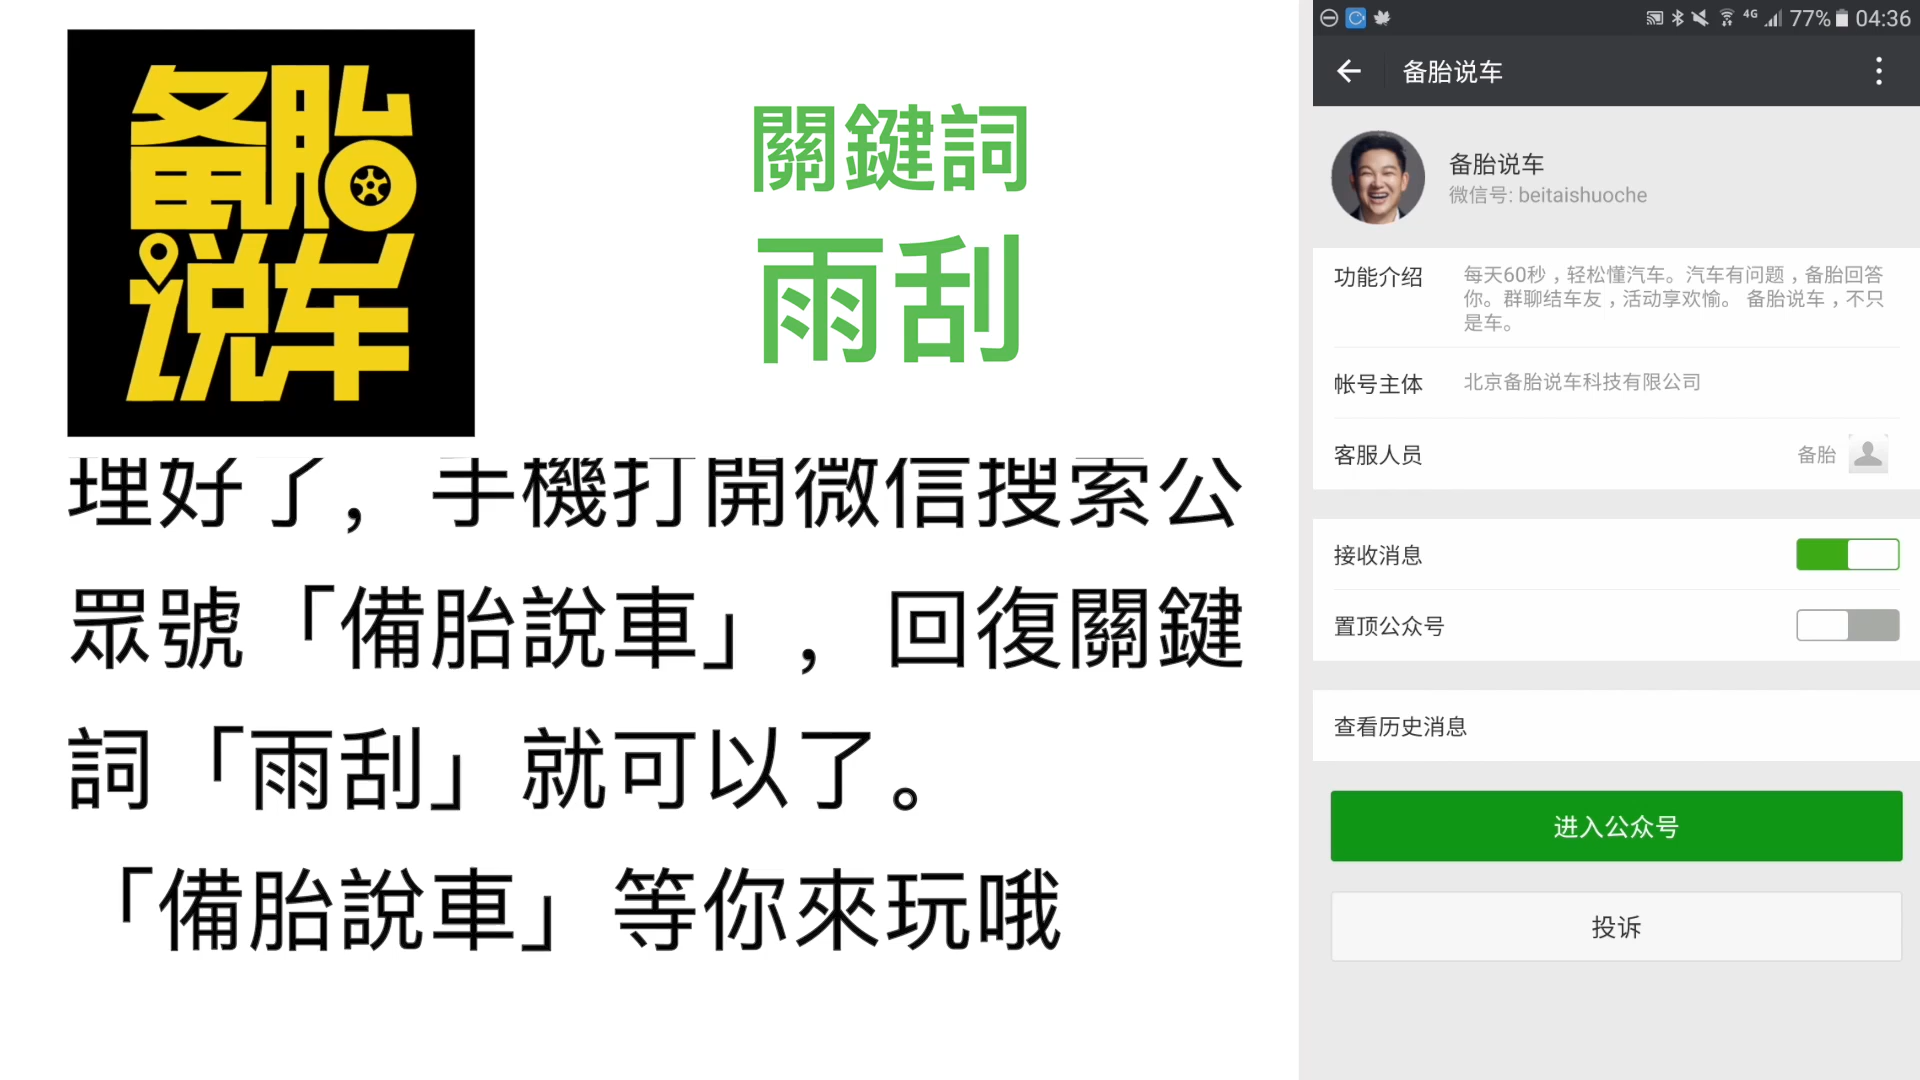 备胎
说车
關鍵詞
雨刮
理好了，手機打開微信搜索公
眾號「備胎說車」，回復關鍵
詞「雨刮」就可以了。
「備胎說車」等你來玩哦
4G 77% 04:36
备胎说车
备胎说车
微信号: beitaishuoche
功能介绍
每天60秒，轻松懂汽车。汽车有问题，备胎回答
你。群聊结车友，活动享欢愉。 备胎说车，不只
是车。
帐号主体 北京备胎说车科技有限公司
客服人员 备胎
接收消息
置顶公众号
查看历史消息
进入公众号
投诉